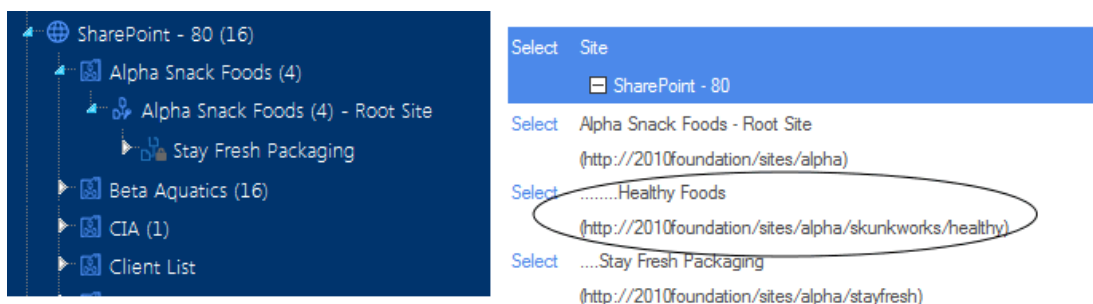 SharePoint - 80 (16)
Alpha Snack Foods (4)
Alpha Snack Foods (4) - Root Site
Stay Fresh Packaging
Beta Aquatics (16)
CIA (1)
Client List
Select Site
SharePoint - 80
Select Alpha Snack Foods - Root Site
(http://2010foundation/sites/alpha)
Select ........Healthy Foods
(http://2010foundation/sites/alpha/skunkworks/healthy)
Select ....Stay Fresh Packaging
(http://2010foundation/sites/alpha/stayfresh)